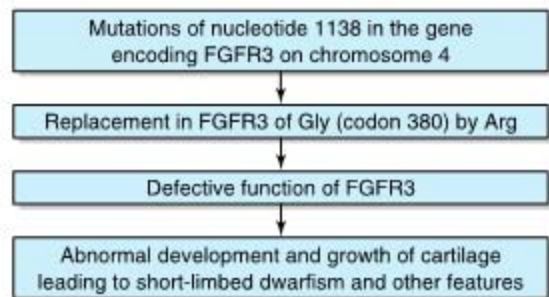 Mutations of nucleotide 1138 in the gene
encoding FGFR3 on chromosome 4
Replacement in FGFR3 of Gly (codon 380) by Arg
Defective function of FGFR3
Abnormal development and growth of cartilage
leading to short-limbed dwarfism and other features